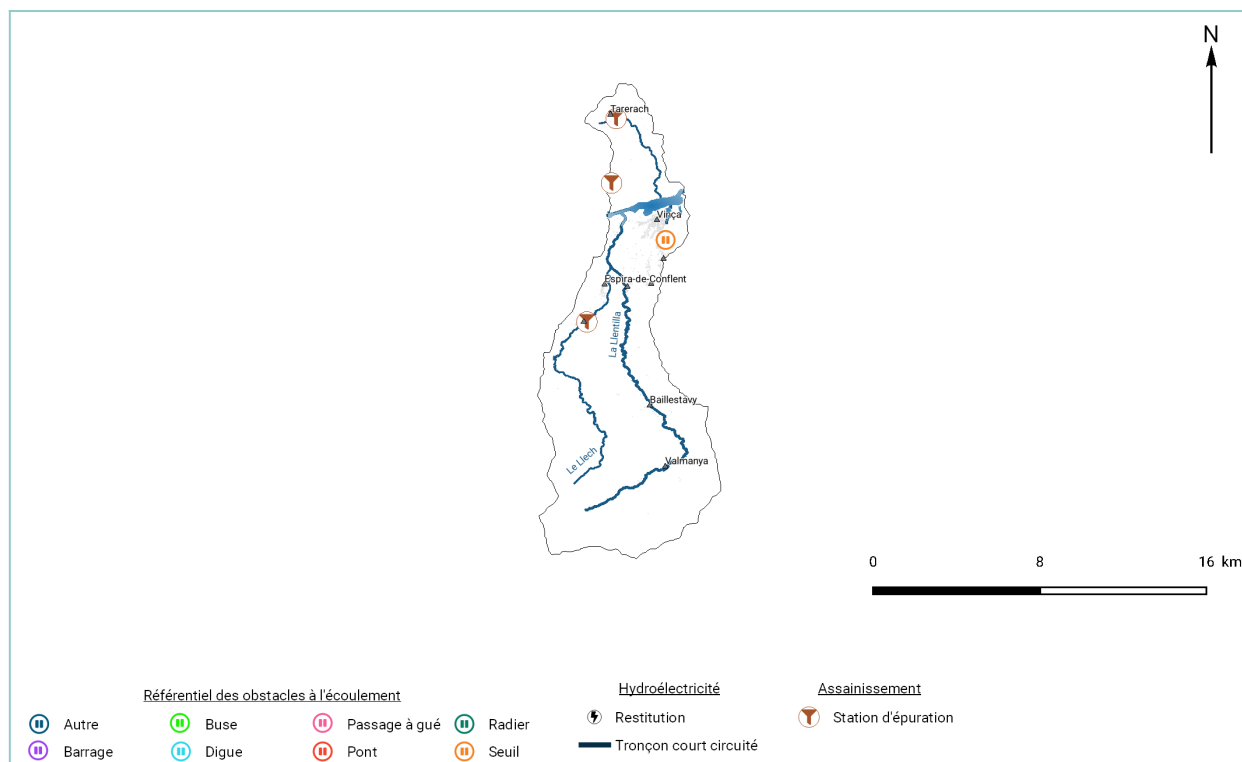 N
Tarerach
Vinça
Espira-de-Conflent
La Llentilla
Baillestavy
Le Llech
Valmanya
0 8 16 km
Référentiel des obstacles à l'écoulement
Hydroélectricité
Assainissement
Autre
Buse
Passage à gué
Radier
Restitution
Station d'épuration
Barrage
Digue
Pont
Seuil
Tronçon court circuité